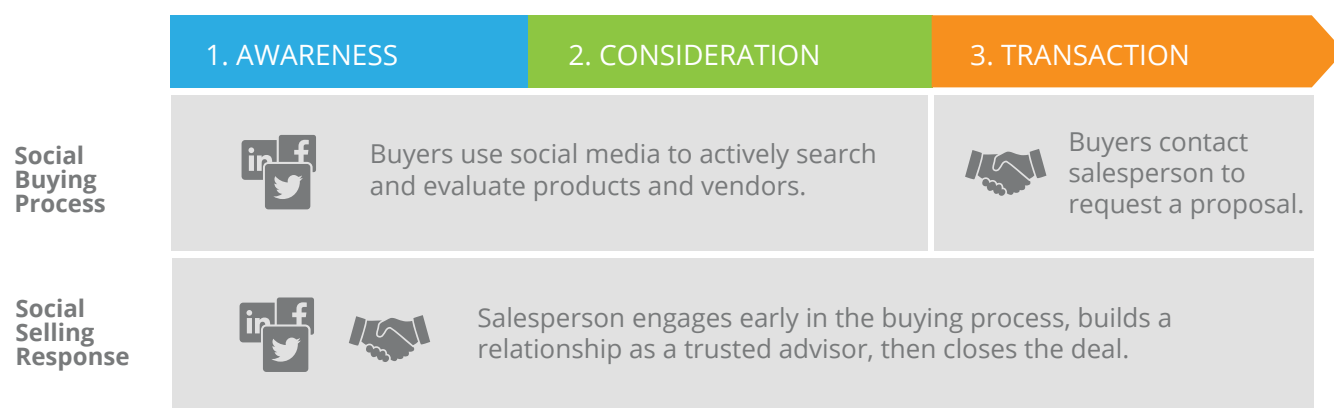 1. AWARENESS
2. CONSIDERATION
3. TRANSACTION
Social
Buying
Process
in f
Buyers use social media to actively search
and evaluate products and vendors.
Buyers contact
salesperson to
request a proposal.
Social
Selling
Response
in f
Salesperson engages early in the buying process, builds a
relationship as a trusted advisor, then closes the deal.